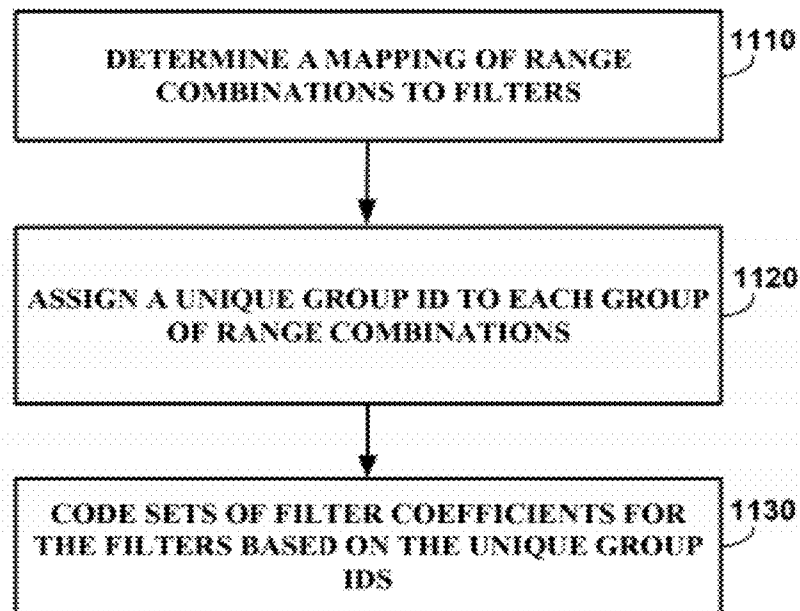 DETERMINE A MAPPING OF RANGE
COMBINATIONS TO FILTERS
1110
ASSIGN A UNIQUE GROUP ID TO EACH GROUP
OF RANGE COMBINATIONS
1120
CODE SETS OF FILTER COEFFICIENTS FOR
THE FILTERS BASED ON THE UNIQUE GROUP
IDS
1130